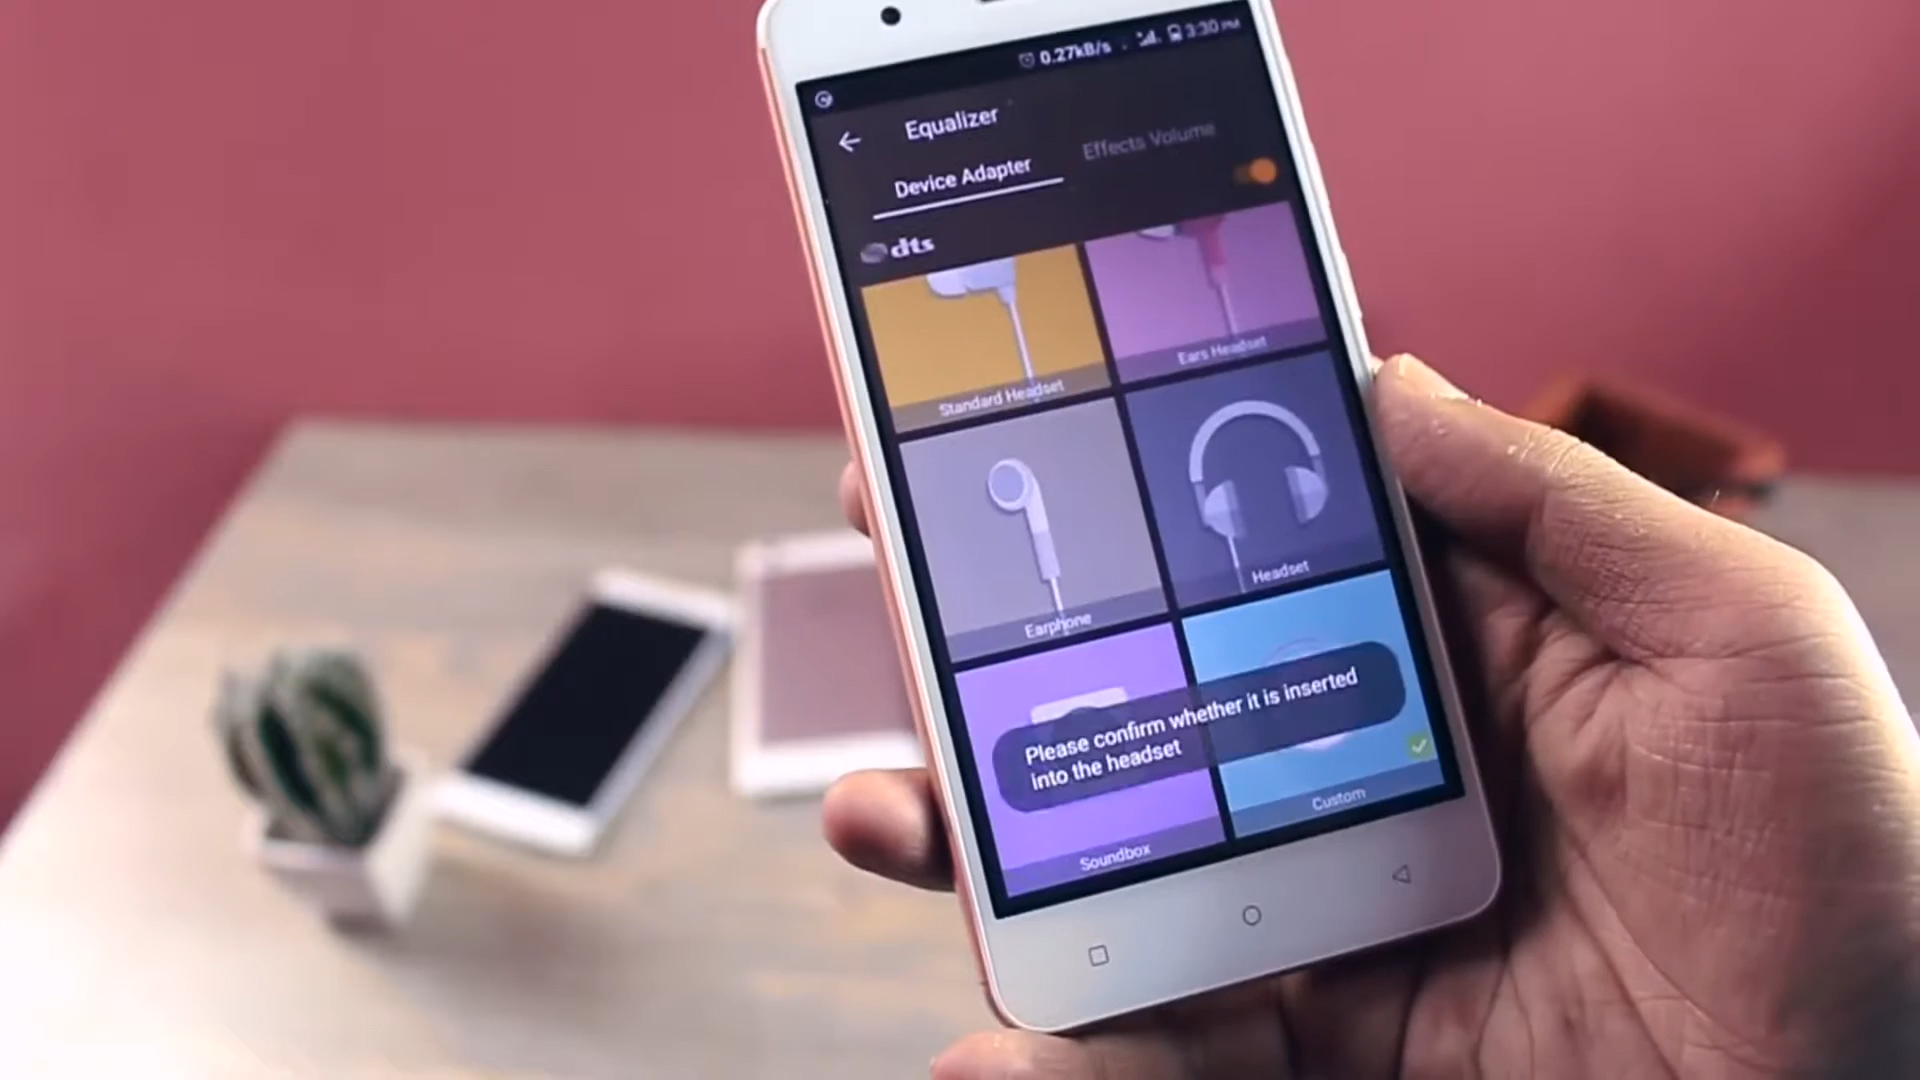 0.27kB/s 3:30 PM
Equalizer
Device Adapter
Effects Volume
dts
Standard Headset
Ears Headset
Earphone
Headset
Please confirm whether it is inserted
into the headset
Soundbox
Custom